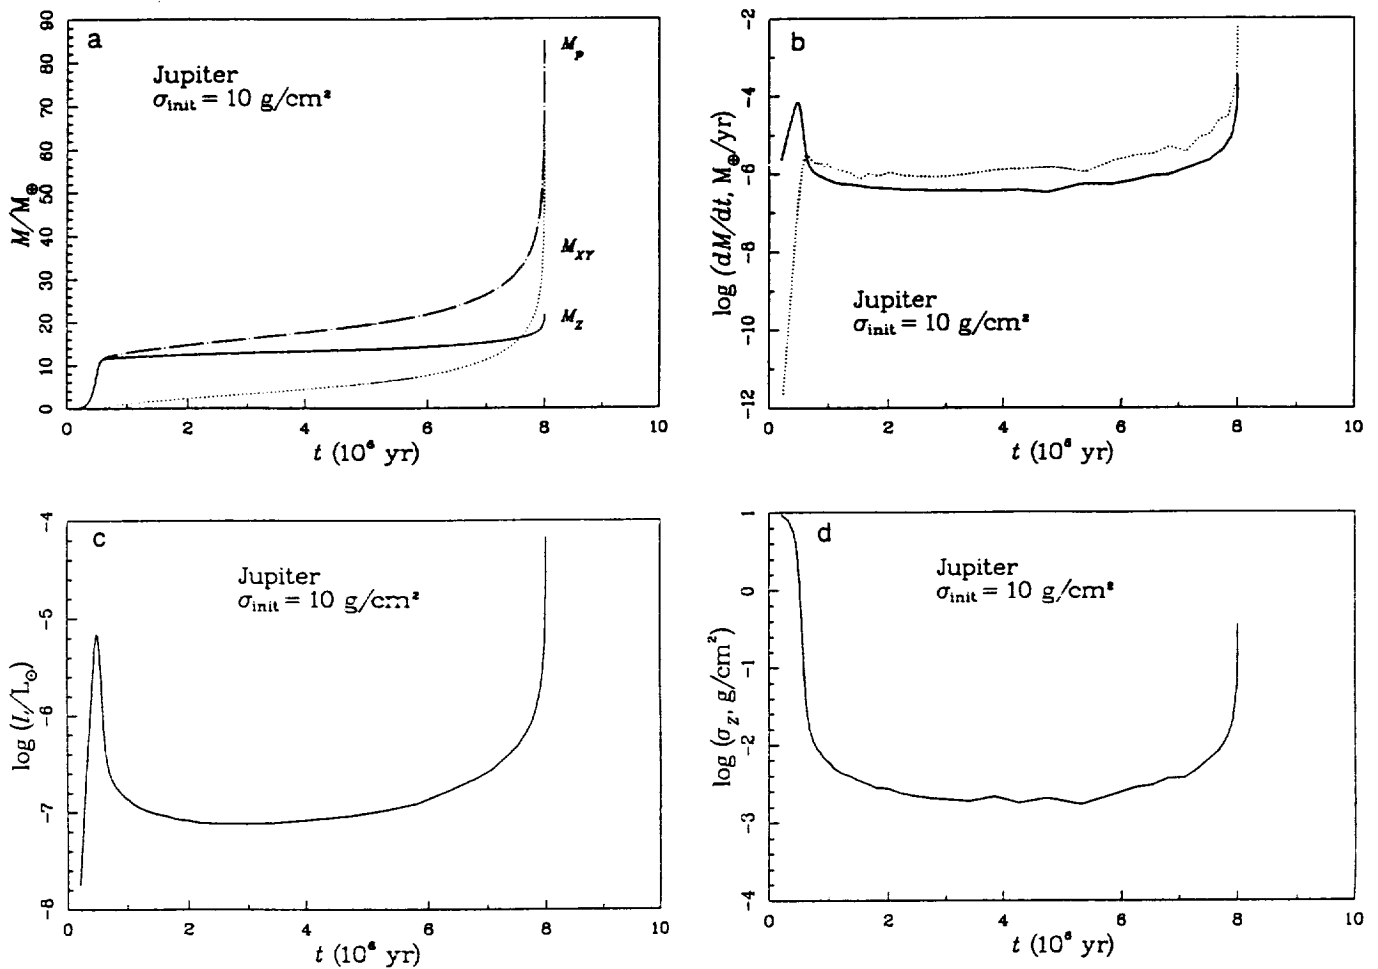 a
Jupiter
σinit = 10 g/cm²
M/M⊕
90
80
70
60
50
40
30
20
10
0
Mp
MXY
MZ
0 2 4 6 8 10
t (10⁶ yr)
b
log (dM/dt, M⊕/yr)
-2
-4
-6
-8
-10
-12
Jupiter
σinit = 10 g/cm²
0 2 4 6 8 10
t (10⁶ yr)
c
Jupiter
σinit = 10 g/cm²
log (L/L⊙)
-4
-5
-6
-7
-8
0 2 4 6 8 10
t (10⁶ yr)
d
Jupiter
σinit = 10 g/cm²
log (σZ, g/cm²)
1
0
-1
-2
-3
-4
0 2 4 6 8 10
t (10⁶ yr)